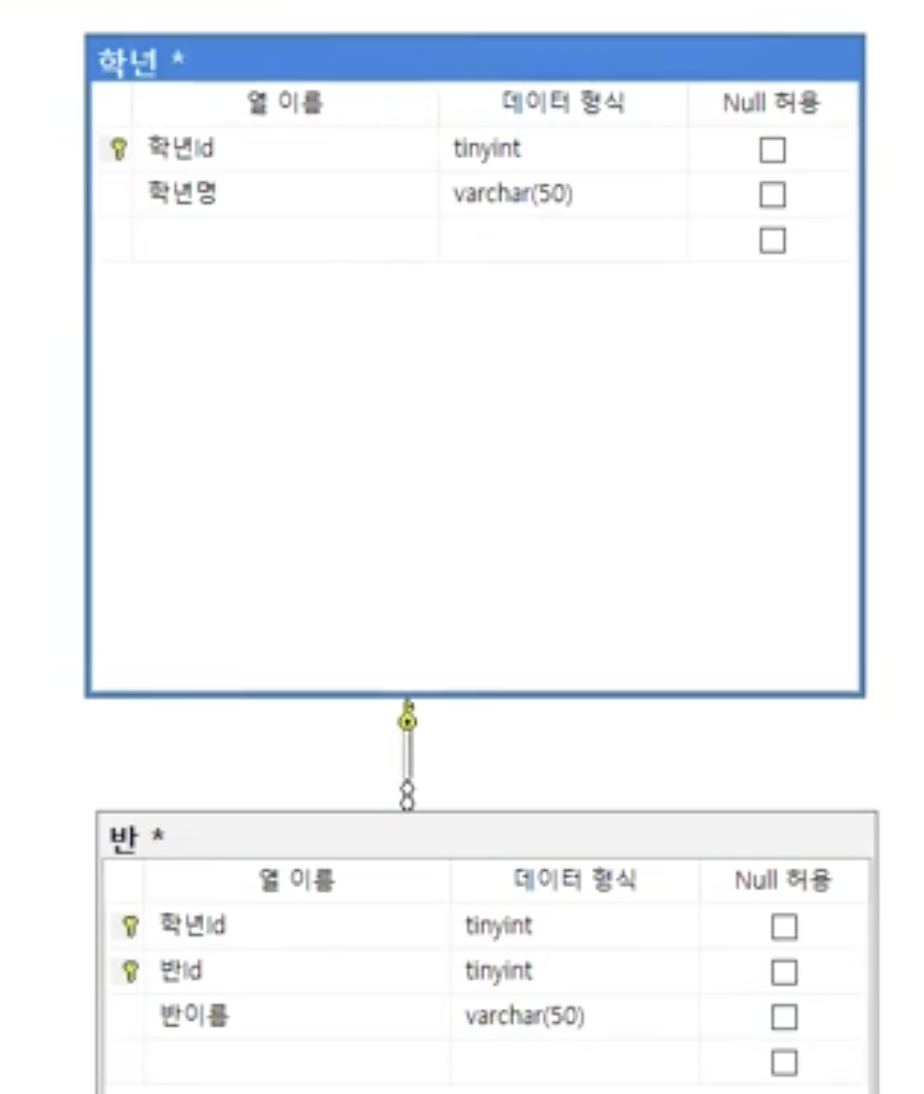 학년 *
열 이름 데이터 형식 Null 허용
학년Id tinyint
학년명 varchar(50)
반 *
열 이름 데이터 형식 Null 허용
학년Id tinyint
반Id tinyint
반이름 varchar(50)